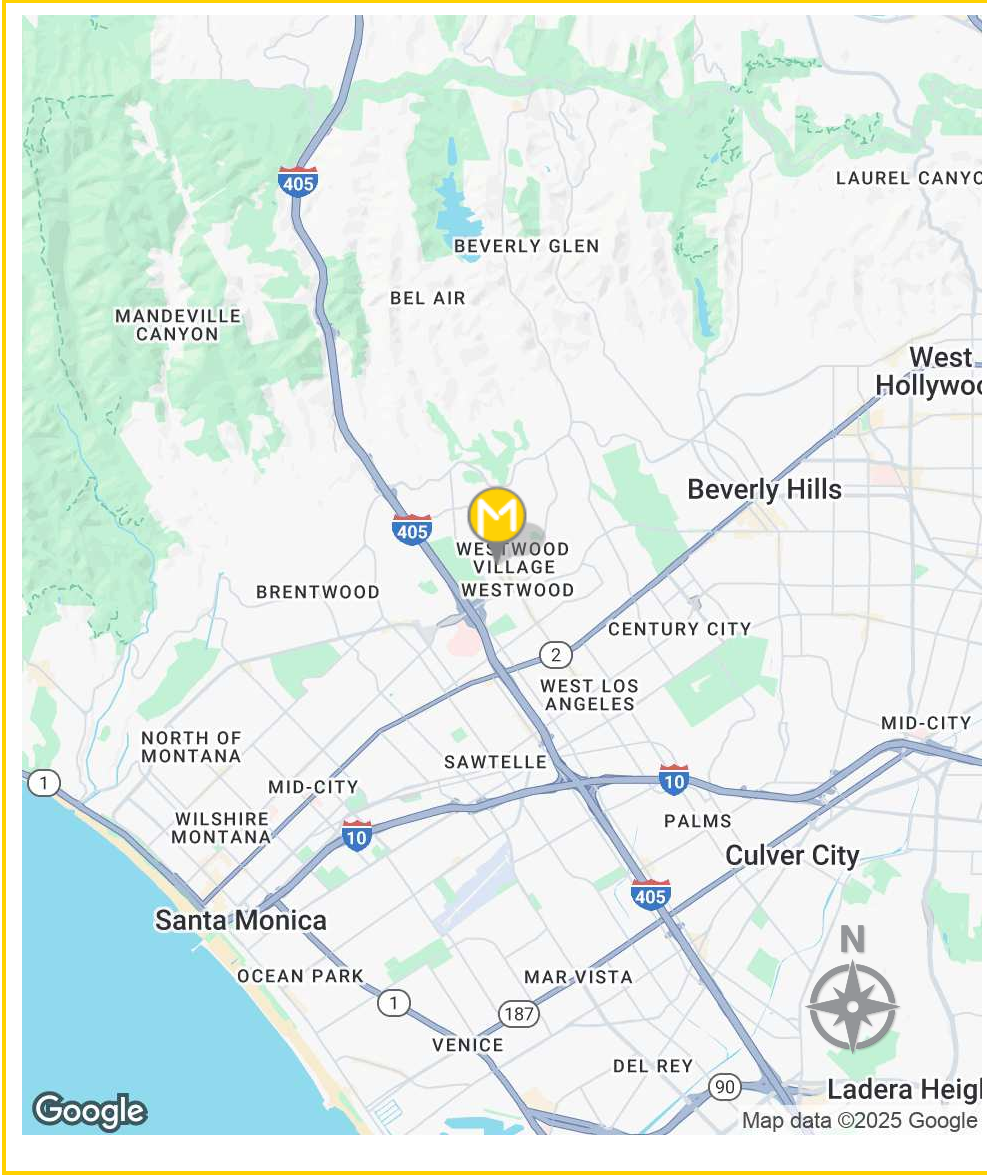 405
LAUREL CANYO
BEVERLY GLEN
BEL AIR
MANDEVILLE
CANYON
West
Hollywoo
Beverly Hills
M
405
WESTWOOD
VILLAGE
WESTWOOD
BRENTWOOD
CENTURY CITY
2
WEST LOS
ANGELES
NORTH OF
MONTANA
MID-CITY
SAWTELLE
1
MID-CITY
10
WILSHIRE
MONTANA
10
PALMS
Culver City
405
Santa Monica
N
OCEAN PARK
MAR VISTA
1
187
VENICE
DEL REY
90
Ladera Heigh
Google
Map data ©2025 Google